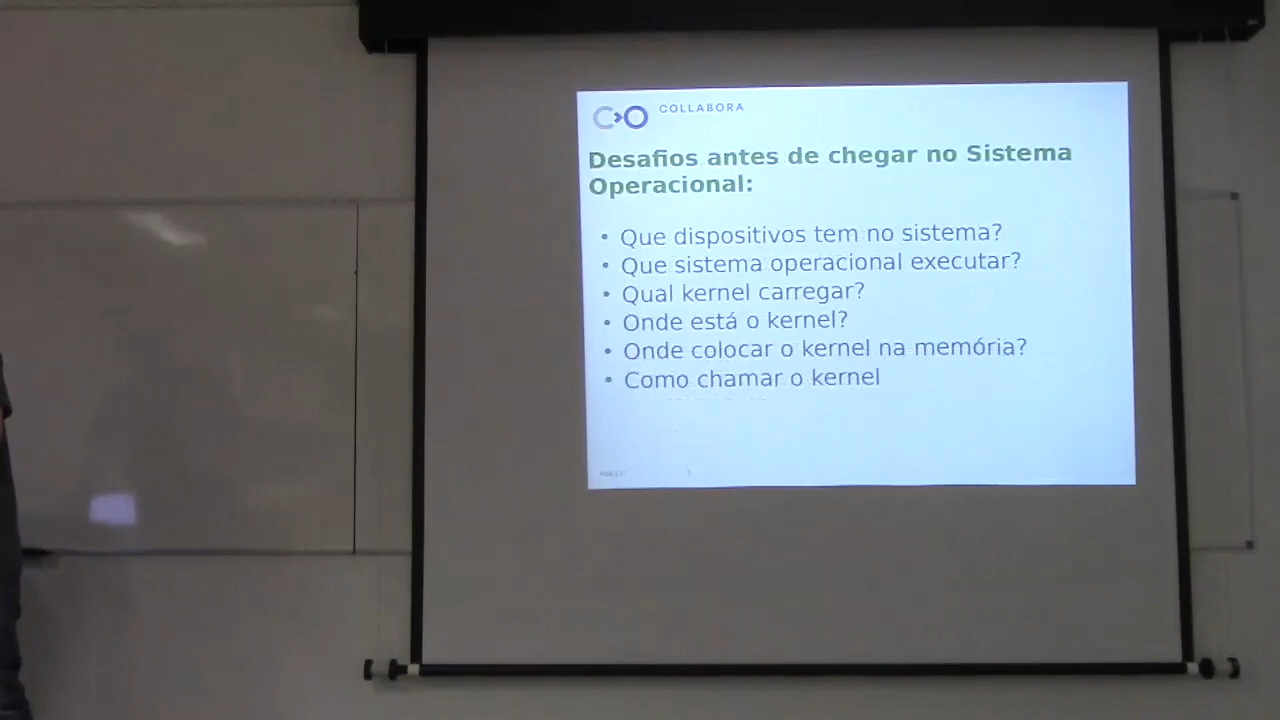 COLLABORA
Desafios antes de chegar no Sistema
Operacional:
• Que dispositivos tem no sistema?
• Que sistema operacional executar?
• Qual kernel carregar?
• Onde está o kernel?
• Onde colocar o kernel na memória?
• Como chamar o kernel